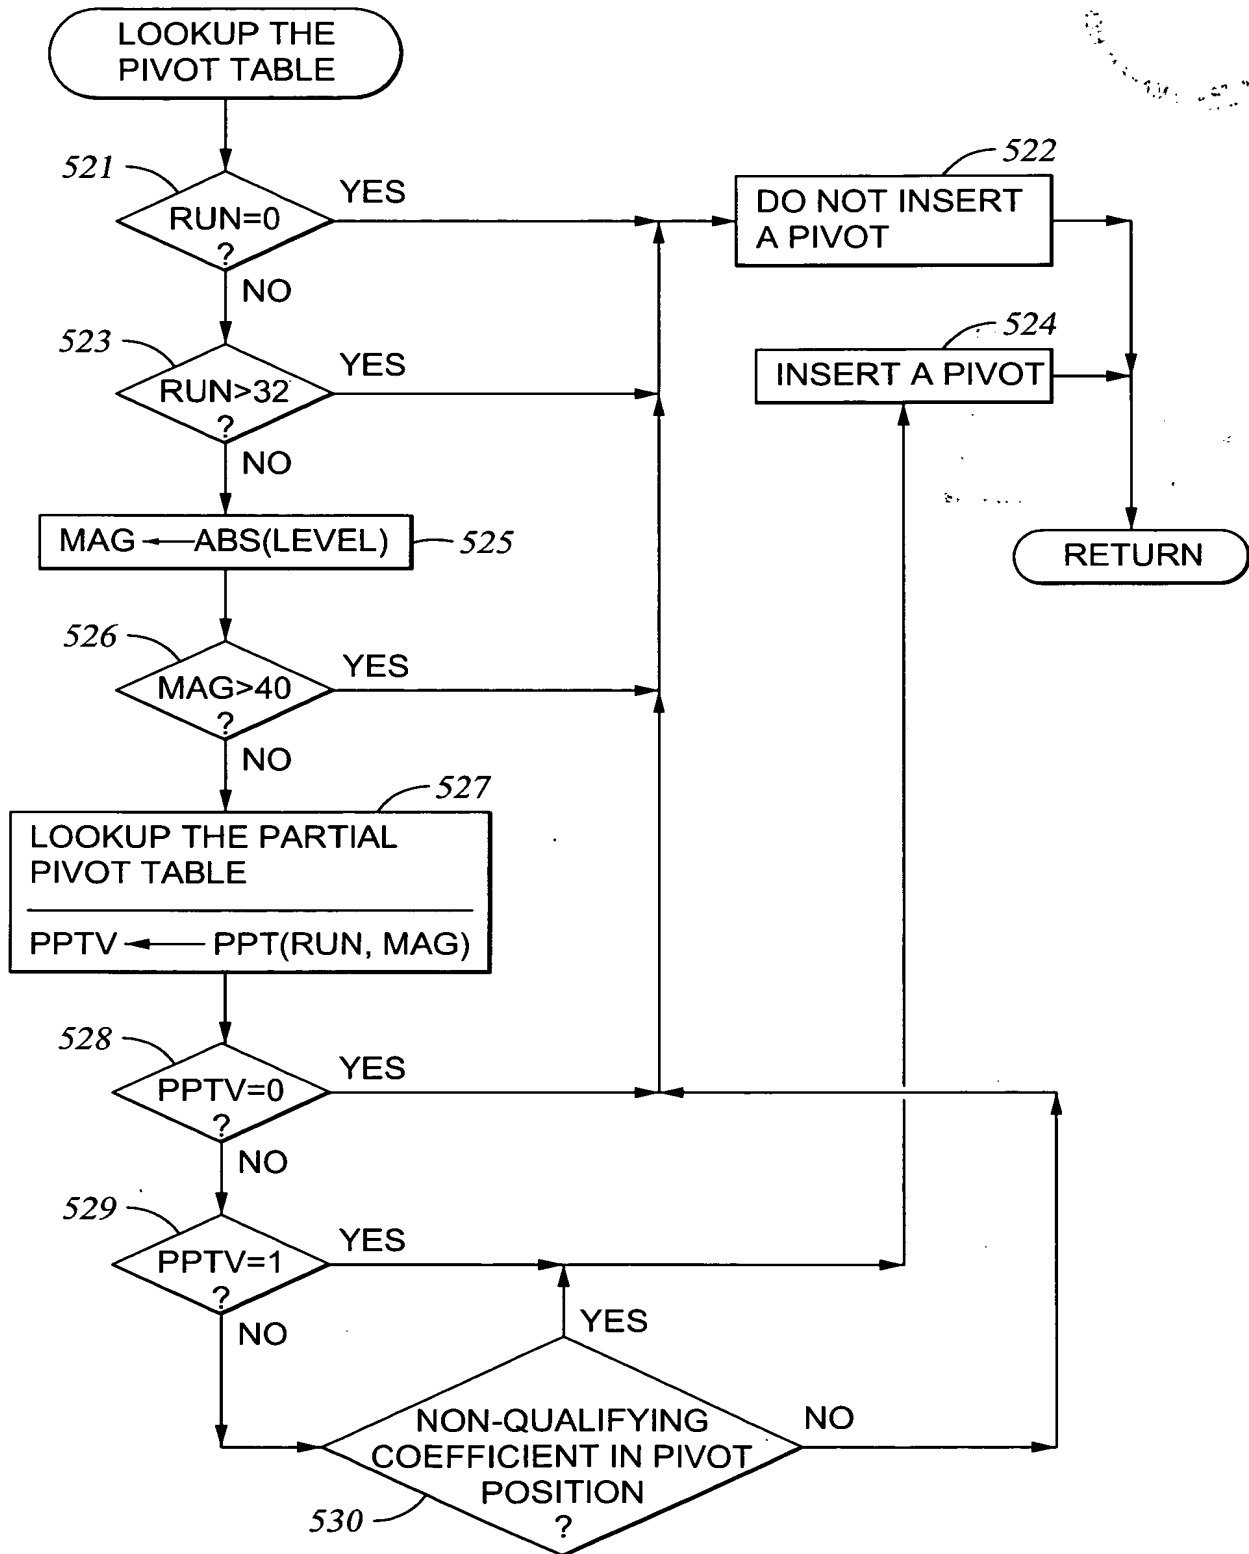 LOOKUP THE
PIVOT TABLE
521
RUN=0
?
YES
NO
522
DO NOT INSERT
A PIVOT
523
RUN>32
?
YES
NO
524
INSERT A PIVOT
MAG ← ABS(LEVEL)
525
RETURN
526
MAG>40
?
YES
NO
527
LOOKUP THE PARTIAL
PIVOT TABLE
PPTV ← PPT(RUN, MAG)
528
PPTV=0
?
YES
NO
529
PPTV=1
?
YES
NO
YES
NON-QUALIFYING
COEFFICIENT IN PIVOT
POSITION
?
NO
530